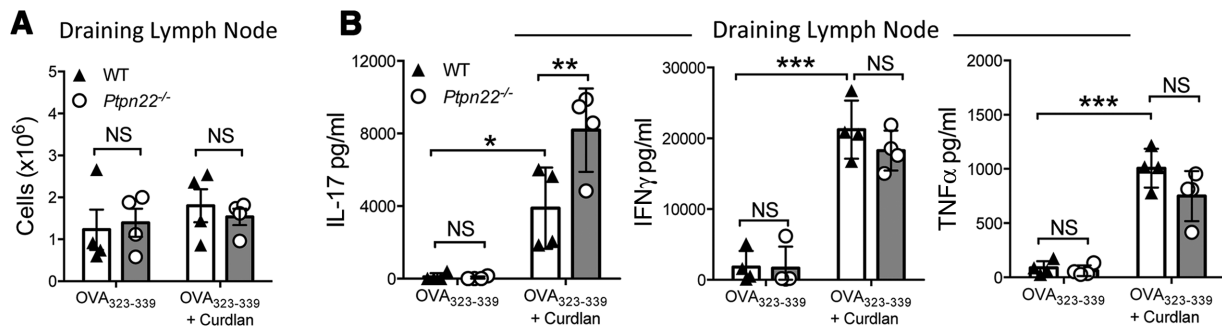 A
Draining Lymph Node
Cells (x10⁶)
5
4
3
2
1
0
WT
Ptpn22-/-
NS
NS
OVA323-339
OVA323-339
+ Curdlan
B
Draining Lymph Node
IL-17 pg/ml
12000
8000
4000
0
WT
Ptpn22-/-
**
*
NS
OVA323-339
OVA323-339
+ Curdlan
IFNγ pg/ml
30000
20000
10000
0
***
NS
NS
OVA323-339
OVA323-339
+ Curdlan
TNFα pg/ml
2000
1500
1000
500
0
***
NS
NS
OVA323-339
OVA323-339
+ Curdlan